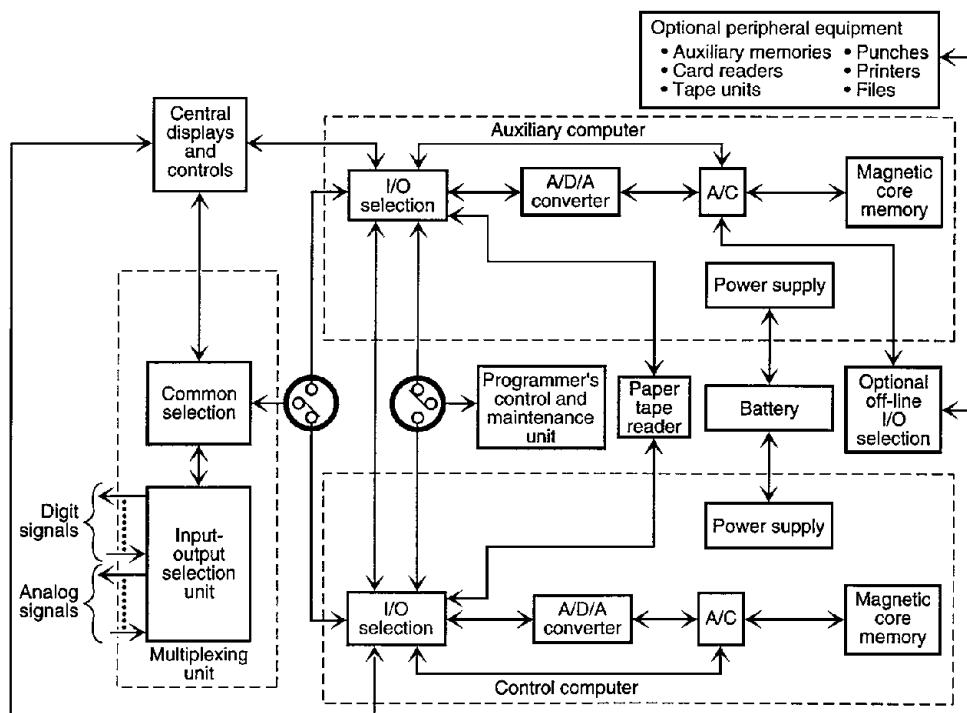 Optional peripheral equipment
• Auxiliary memories
• Punches
• Card readers
• Printers
• Tape units
• Files
Central
displays
and
controls
Auxiliary computer
I/O
selection
A/D/A
converter
A/C
Magnetic
core
memory
Power supply
Common
selection
Programmer's
control and
maintenance
unit
Paper
tape
reader
Battery
Optional
off-line
I/O
selection
Digit
signals
Analog
signals
Input-
output
selection
unit
Multiplexing
unit
Power supply
I/O
selection
A/D/A
converter
A/C
Magnetic
core
memory
Control computer